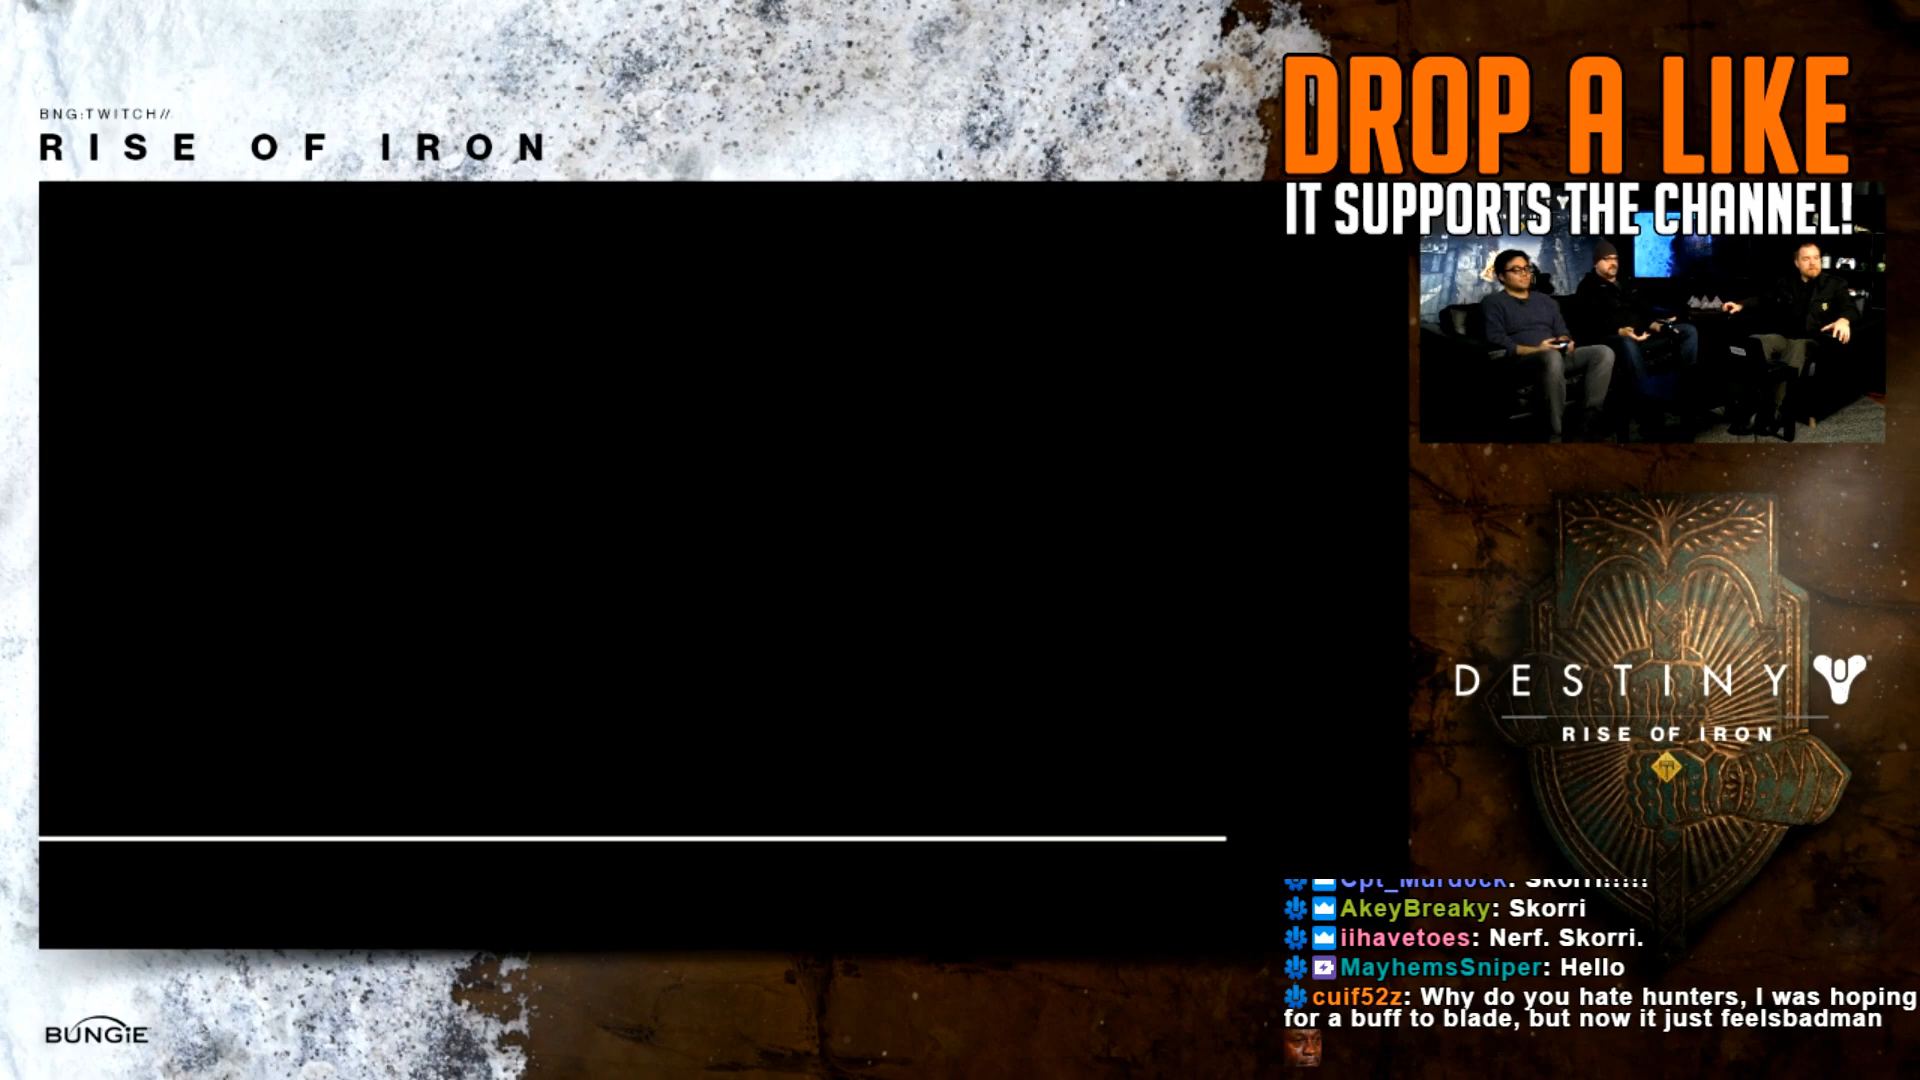 BNG:TWITCH//
RISE OF IRON
DROP A LIKE
IT SUPPORTS THE CHANNEL!
DESTINY
RISE OF IRON
Cpt_Murdock: Skorri!!!!!
AkeyBreaky: Skorri
iihavetoes: Nerf. Skorri.
MayhemsSniper: Hello
cuif52z: Why do you hate hunters, I was hoping
for a buff to blade, but now it just feelsbadman
BUNGiE